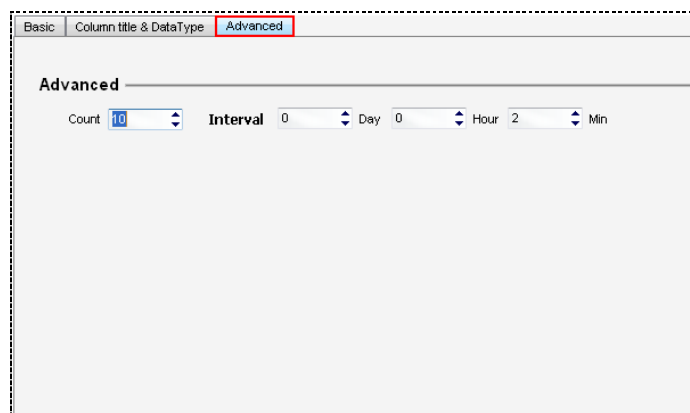 Basic Column title & DataType Advanced
Advanced
Count 10 Interval 0 Day 0 Hour 2 Min